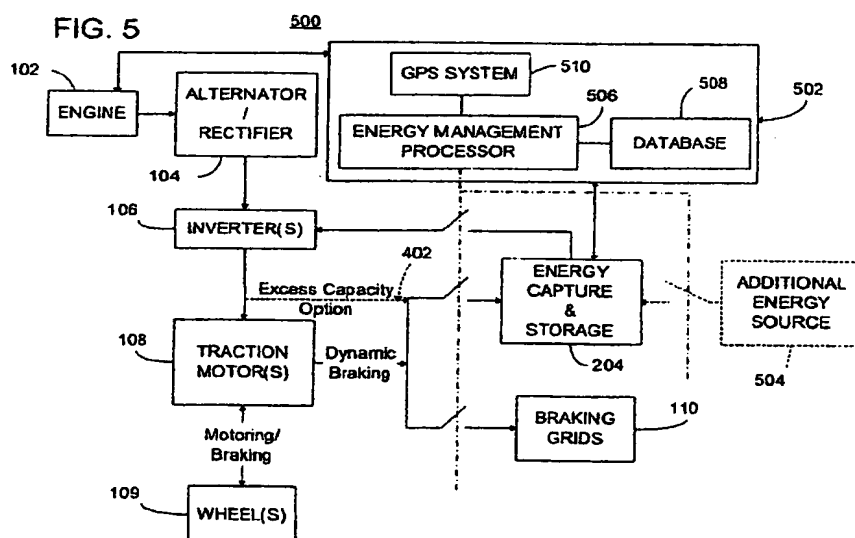 FIG. 5
500
102
ENGINE
ALTERNATOR
/
RECTIFIER
104
GPS SYSTEM
510
506
508
502
ENERGY MANAGEMENT
PROCESSOR
DATABASE
106
INVERTER(S)
402
Excess Capacity
Option
ENERGY
CAPTURE
&
STORAGE
204
ADDITIONAL
ENERGY
SOURCE
504
108
TRACTION
MOTOR(S)
Dynamic
Braking
BRAKING
GRIDS
110
Motoring/
Braking
109
WHEEL(S)